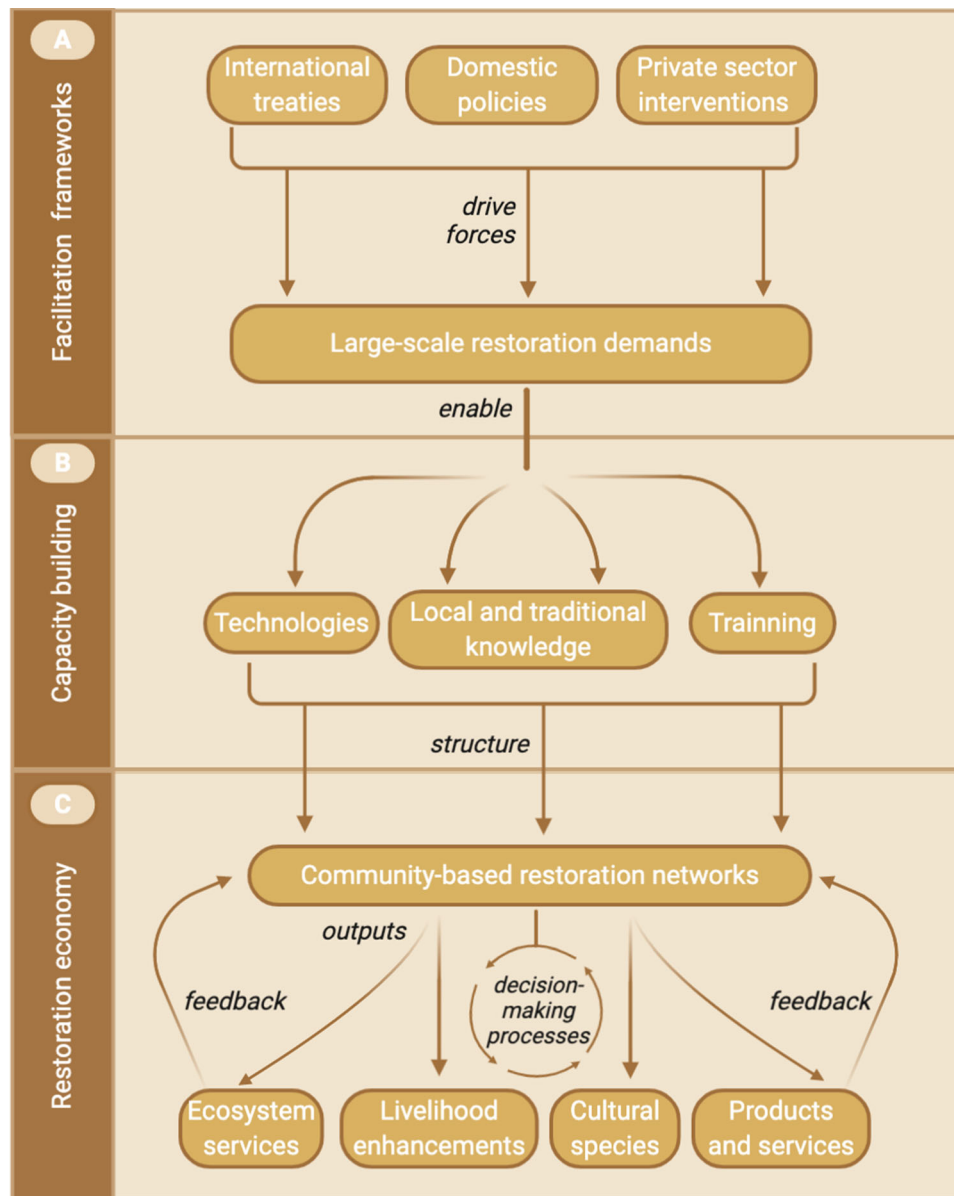 A
Facilitation frameworks
International
treaties
Domestic
policies
Private sector
interventions
drive
forces
Large-scale restoration demands
enable
B
Capacity building
Technologies
Local and traditional
knowledge
Trainning
structure
C
Restoration economy
Community-based restoration networks
outputs
feedback
decision-
making
processes
feedback
Ecosystem
services
Livelihood
enhancements
Cultural
species
Products
and services